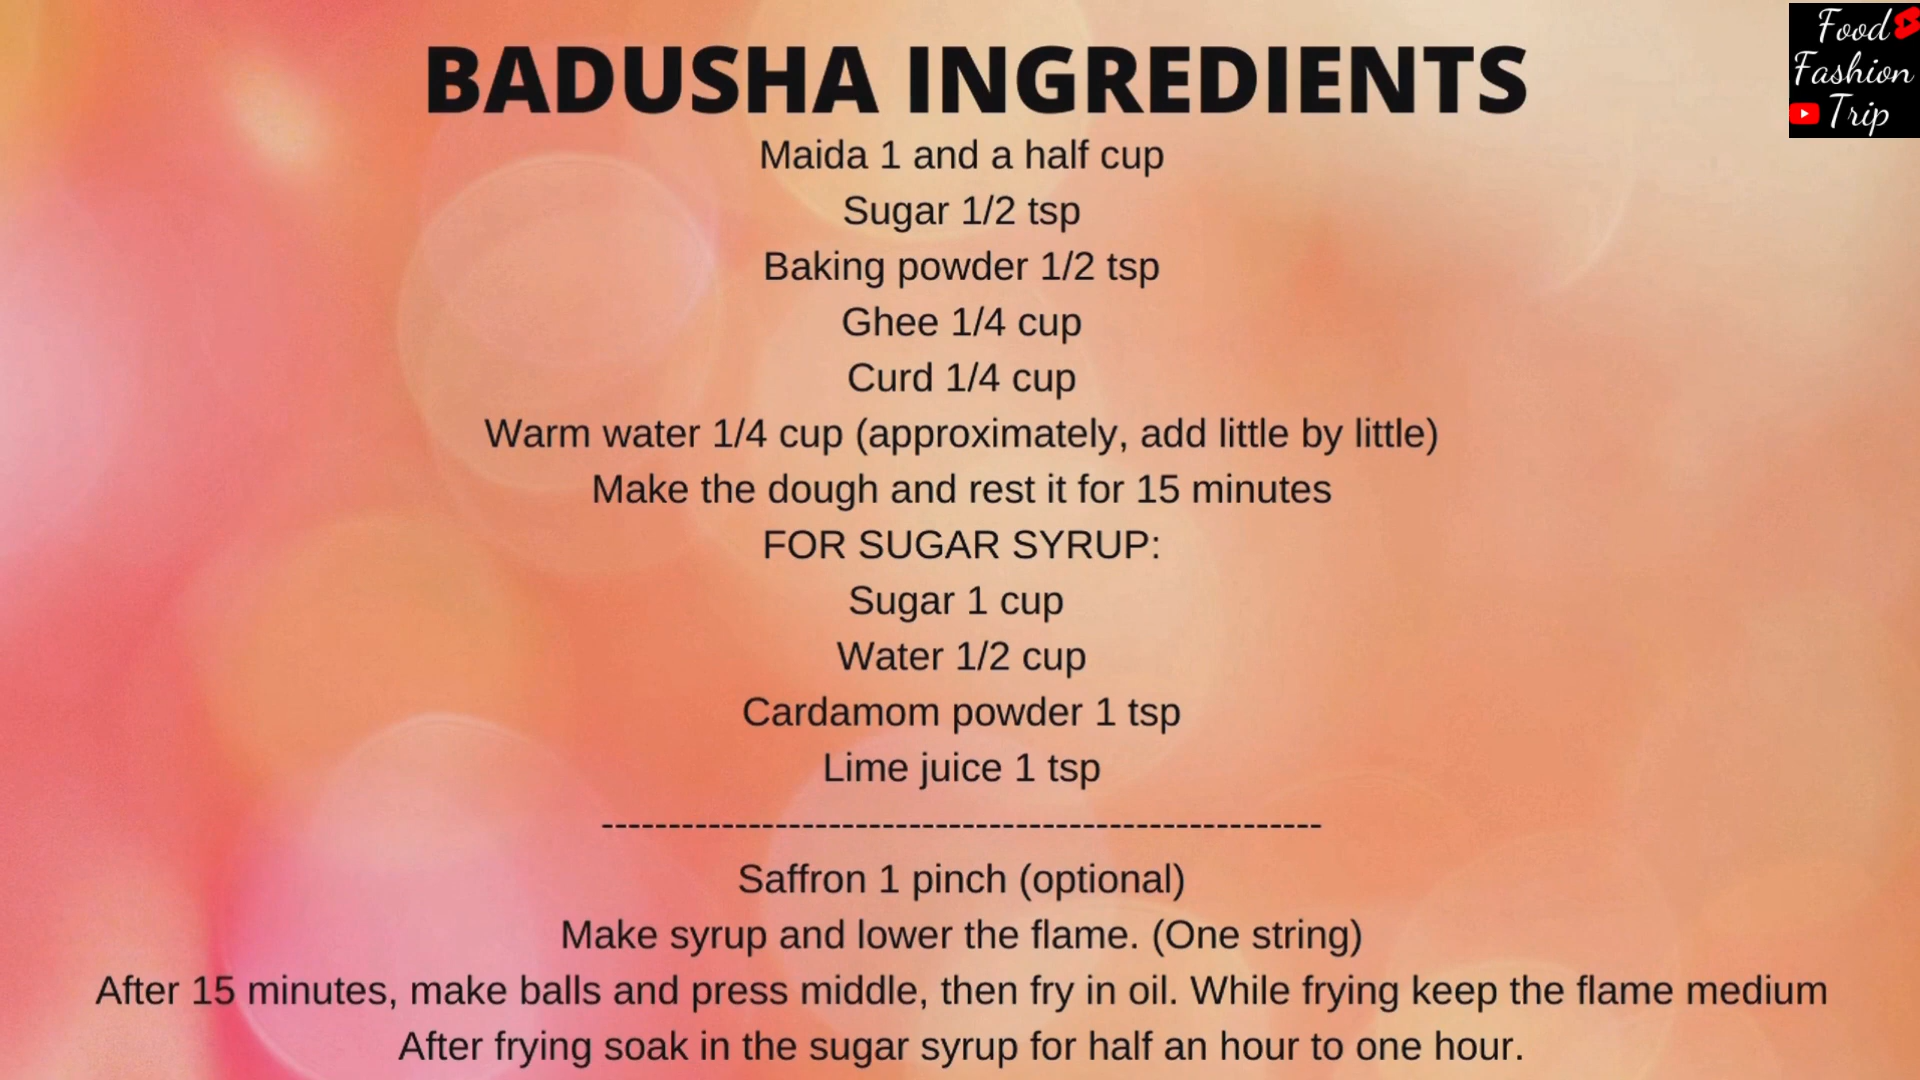 BADUSHA INGREDIENTS
Maida 1 and a half cup
Sugar 1/2 tsp
Baking powder 1/2 tsp
Ghee 1/4 cup
Curd 1/4 cup
Warm water 1/4 cup (approximately, add little by little)
Make the dough and rest it for 15 minutes
FOR SUGAR SYRUP:
Sugar 1 cup
Water 1/2 cup
Cardamom powder 1 tsp
Lime juice 1 tsp
------------------------------------------------------
Saffron 1 pinch (optional)
Make syrup and lower the flame. (One string)
After 15 minutes, make balls and press middle, then fry in oil. While frying keep the flame medium
After frying soak in the sugar syrup for half an hour to one hour.
Food
Fashion
Trip